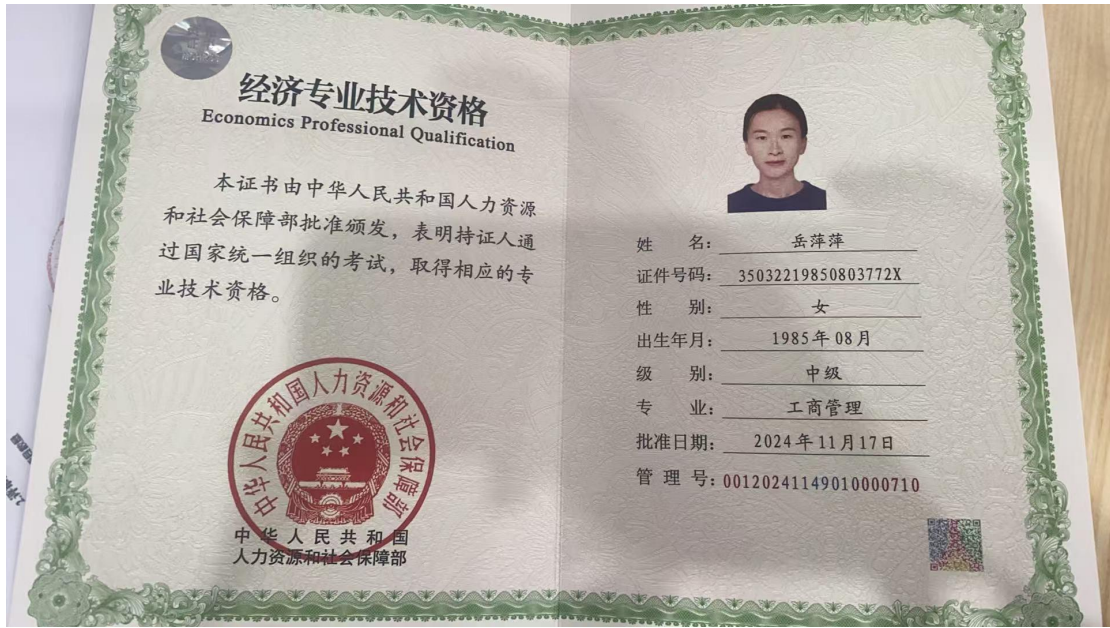 经济专业技术资格
Economics Professional Qualification
本证书由中华人民共和国人力资源
和社会保障部批准颁发，表明持证人通
过国家统一组织的考试，取得相应的专
业技术资格。
中华人民共和国人力资源和社会保障部
中华人民共和国
人力资源和社会保障部
姓 名： 岳萍萍
证件号码： 35032219850803772X
性 别： 女
出生年月： 1985年08月
级 别： 中级
专 业： 工商管理
批准日期： 2024年11月17日
管 理 号： 00120241149010000710